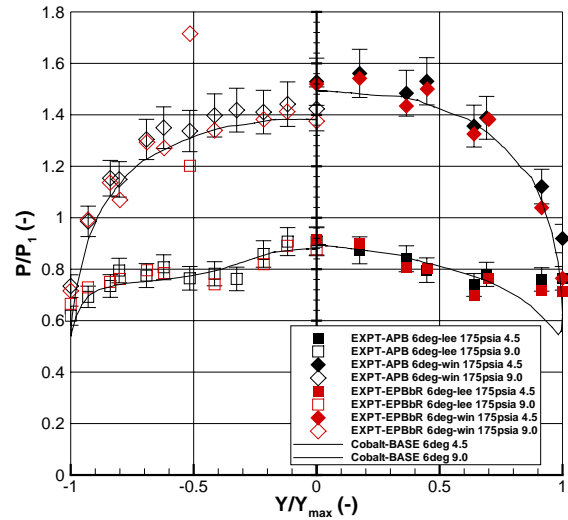 1.8
1.6
1.4
1.2
1
0.8
0.6
0.4
0.2
0
P/P1 (-)
EXPT-APB 6deg-lee 175psia 4.5
EXPT-APB 6deg-lee 175psia 9.0
EXPT-APB 6deg-win 175psia 4.5
EXPT-APB 6deg-win 175psia 9.0
EXPT-EPBbR 6deg-lee 175psia 4.5
EXPT-EPBbR 6deg-lee 175psia 9.0
EXPT-EPBbR 6deg-win 175psia 4.5
EXPT-EPBbR 6deg-win 175psia 9.0
Cobalt-BASE 6deg 4.5
Cobalt-BASE 6deg 9.0
-1 -0.5 0 0.5 1
Y/Ymax (-)